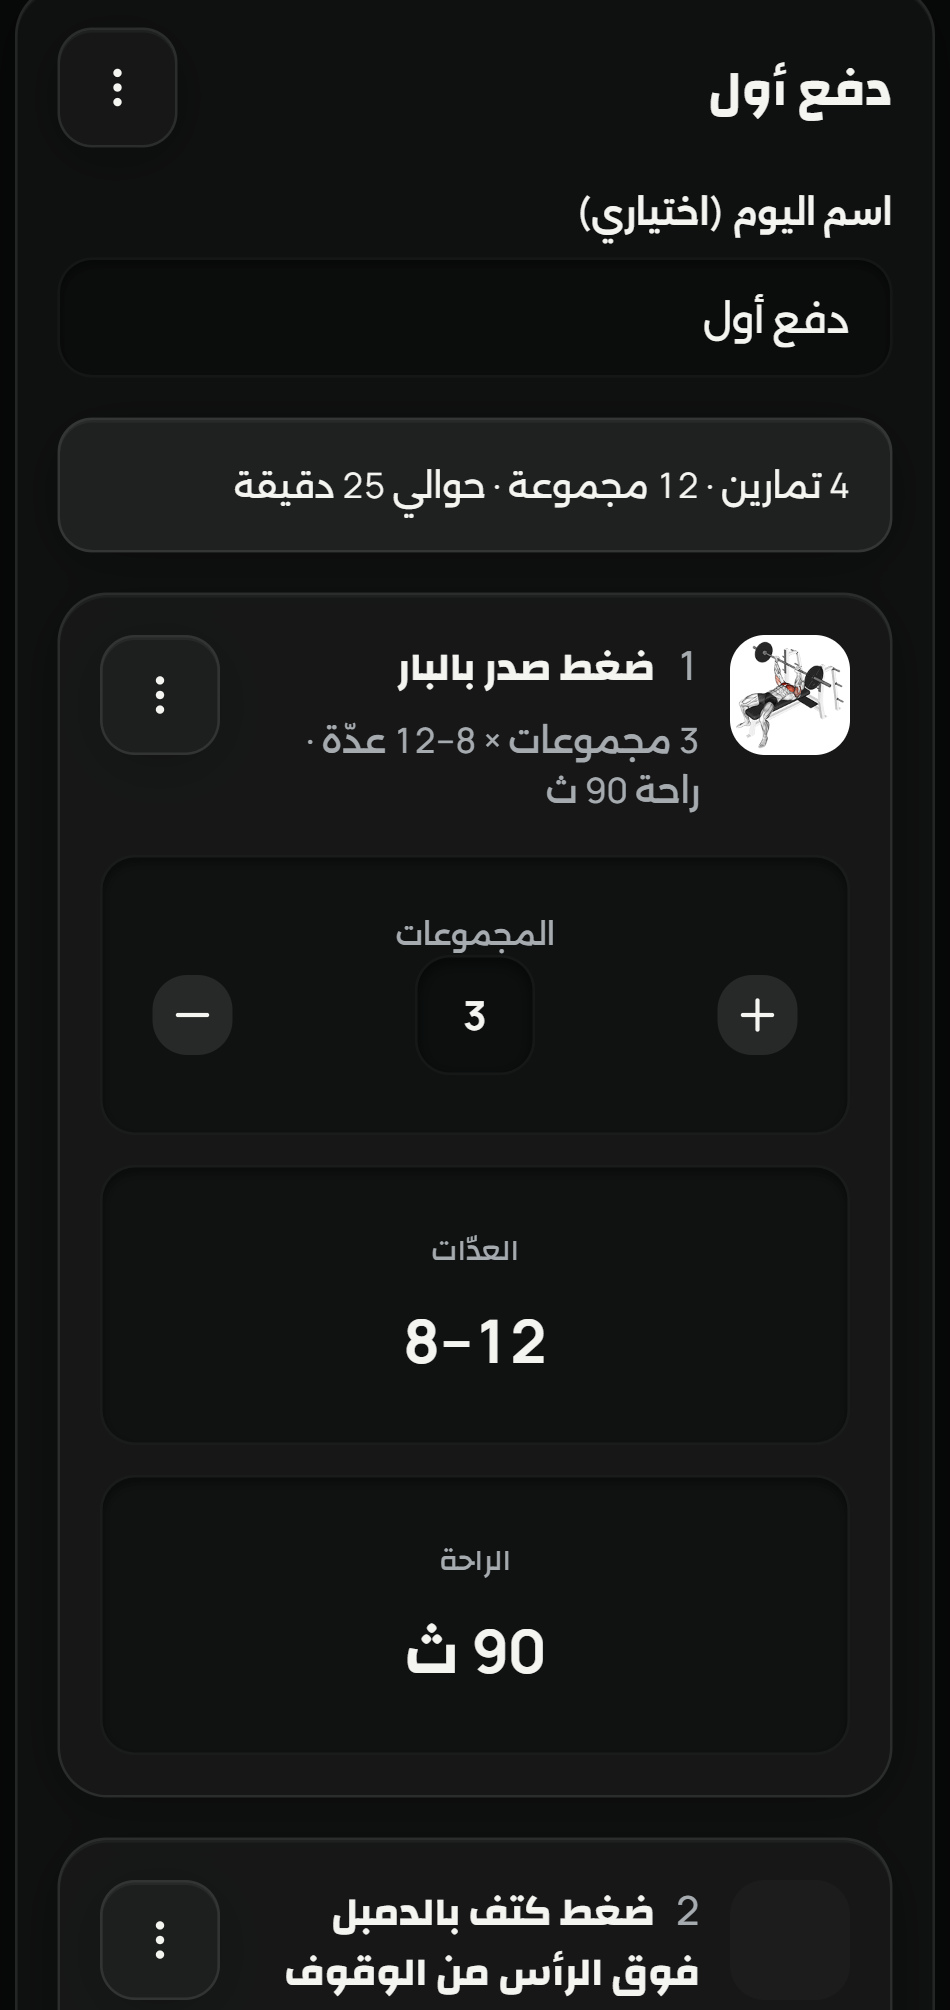 دفع أول
اسم اليوم (اختياري)
دفع أول
4 تمارين · 12 مجموعة · حوالي 25 دقيقة
1 ضغط صدر بالبار
3 مجموعات × 8–12 عدّة ·
راحة 90 ث
المجموعات
3
العدّات
8–12
الراحة
90 ث
2 ضغط كتف بالدمبل
فوق الرأس من الوقوف